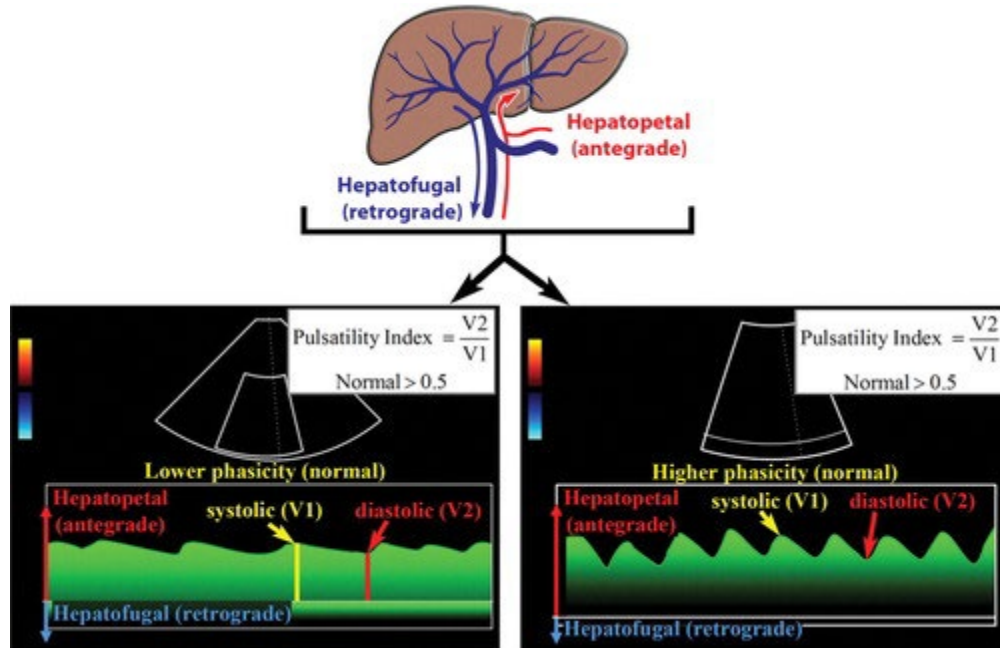 Hepatopetal
(antegrade)
Hepatofugal
(retrograde)
Pulsatility Index = V2
V1
Normal > 0.5
Lower phasicity (normal)
Hepatopetal
(antegrade)
systolic (V1)
diastolic (V2)
Hepatofugal (retrograde)
Pulsatility Index = V2
V1
Normal > 0.5
Higher phasicity (normal)
Hepatopetal
(antegrade)
systolic (V1)
diastolic (V2)
Hepatofugal (retrograde)